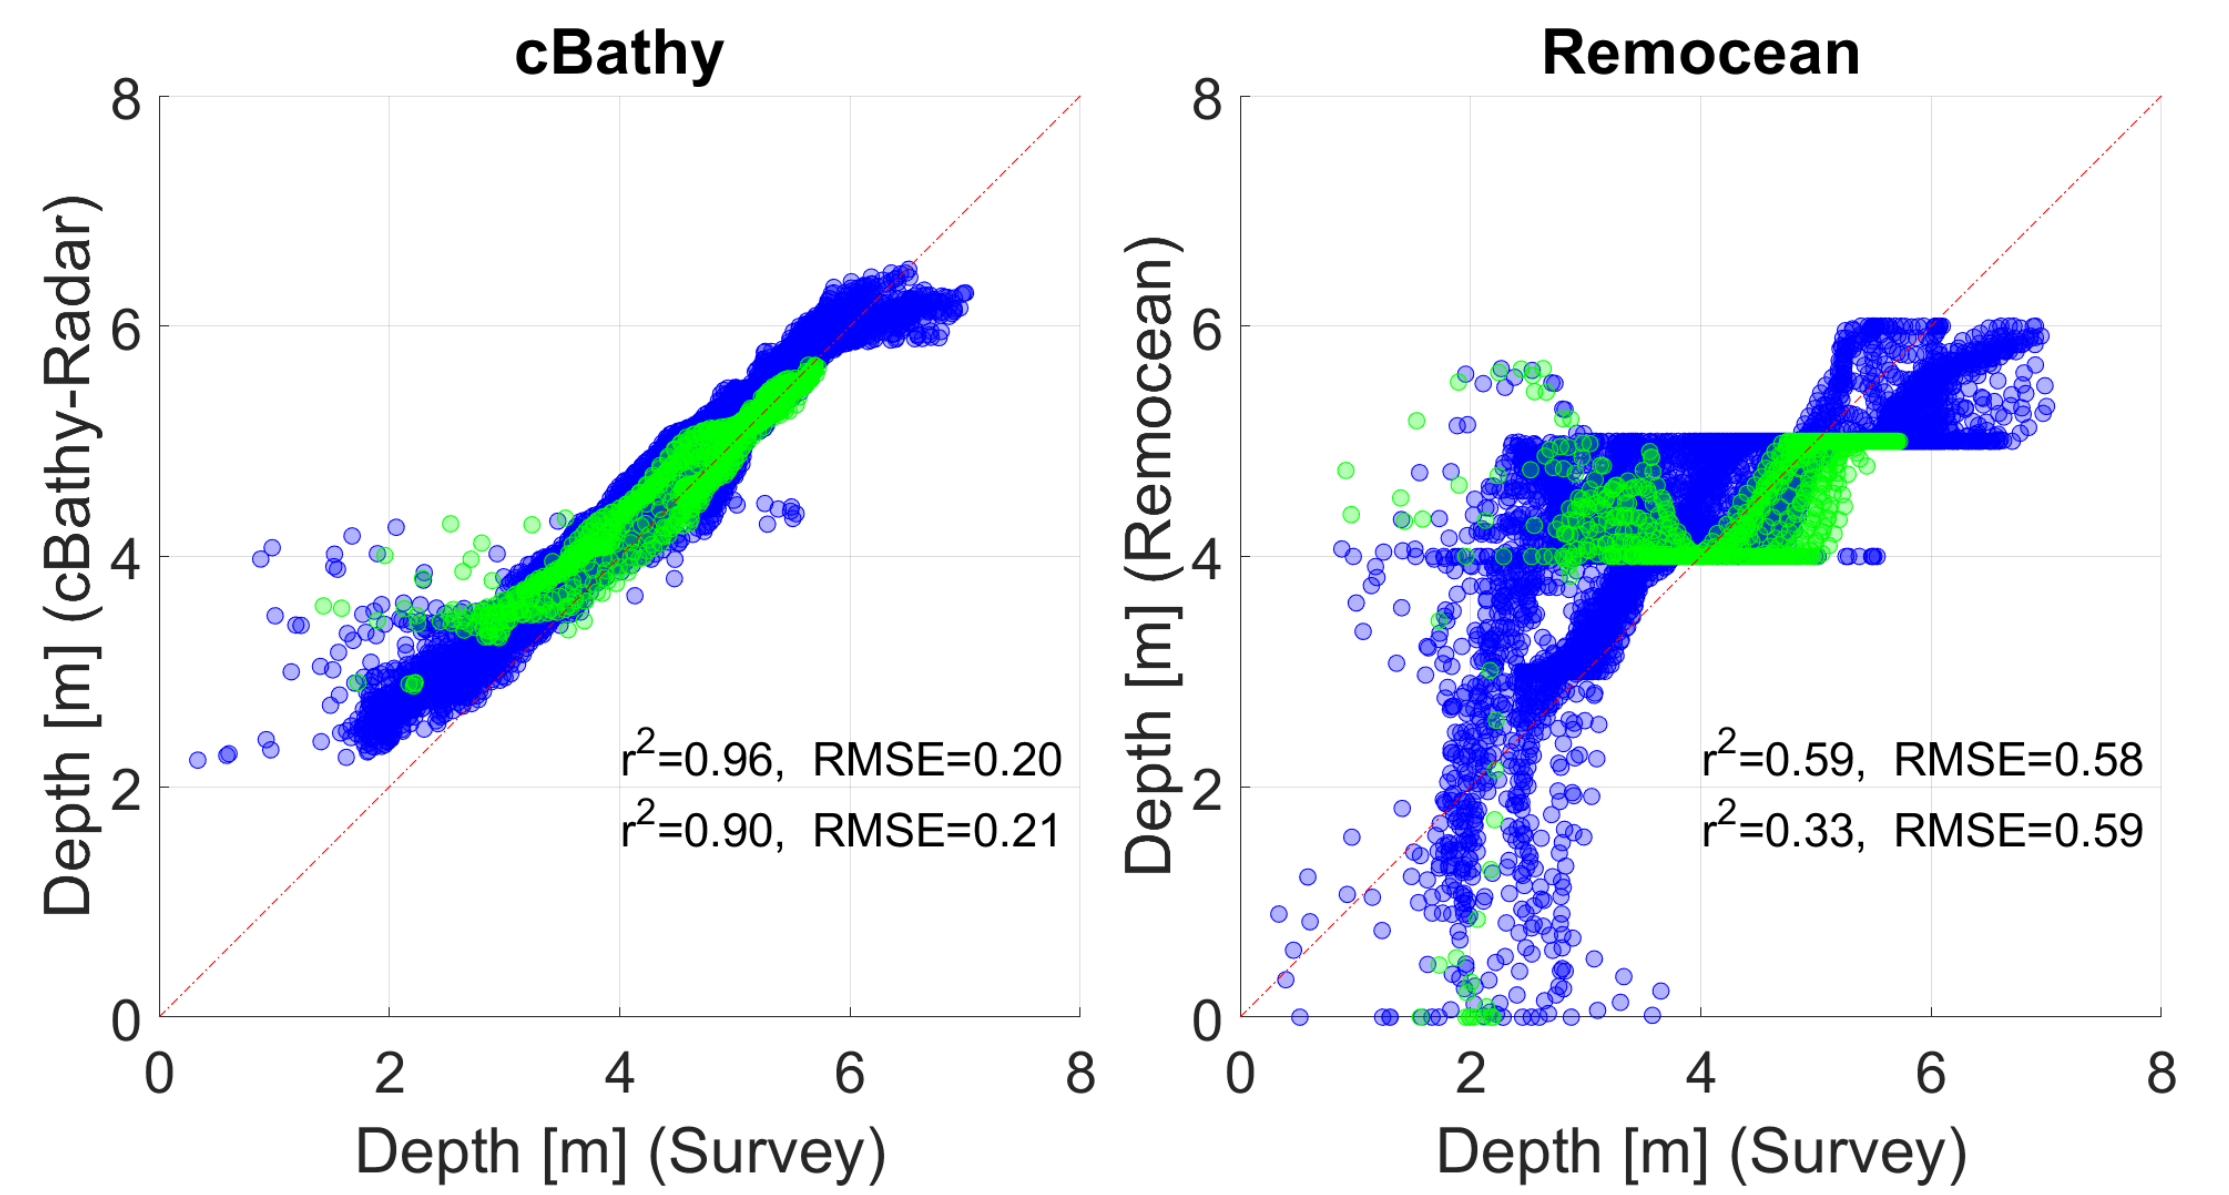 cBathy
8
6
4
2
0
0 2 4 6 8
Depth [m] (cBathy-Radar)
Depth [m] (Survey)
r²=0.96, RMSE=0.20
r²=0.90, RMSE=0.21
Remocean
8
6
4
2
0
0 2 4 6 8
Depth [m] (Remocean)
Depth [m] (Survey)
r²=0.59, RMSE=0.58
r²=0.33, RMSE=0.59